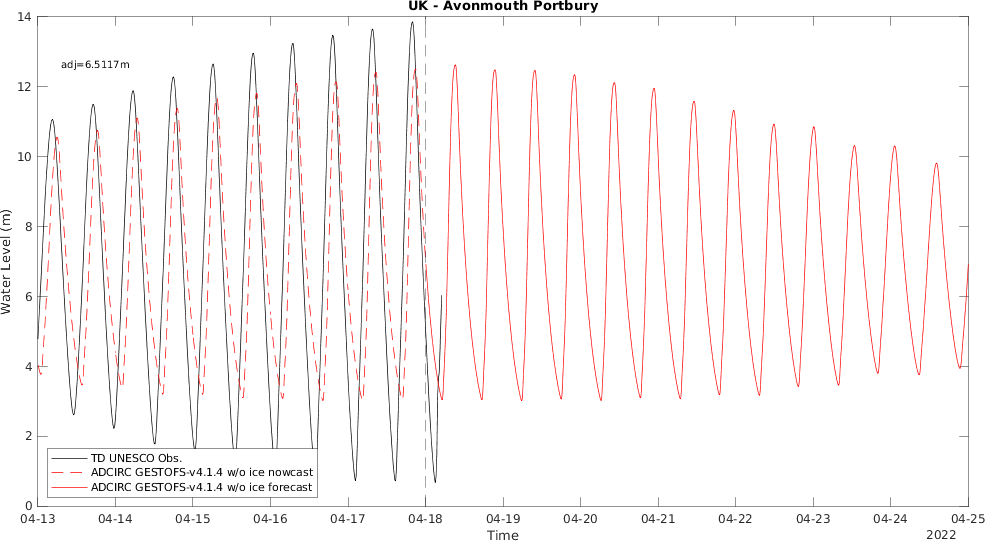 UK - Avonmouth Portbury
adj=6.5117m
Water Level (m)
14
12
10
8
6
4
2
0
TD UNESCO Obs.
ADCIRC GESTOFS-v4.1.4 w/o ice nowcast
ADCIRC GESTOFS-v4.1.4 w/o ice forecast
04-13 04-14 04-15 04-16 04-17 04-18 04-19 04-20 04-21 04-22 04-23 04-24 04-25
Time
2022